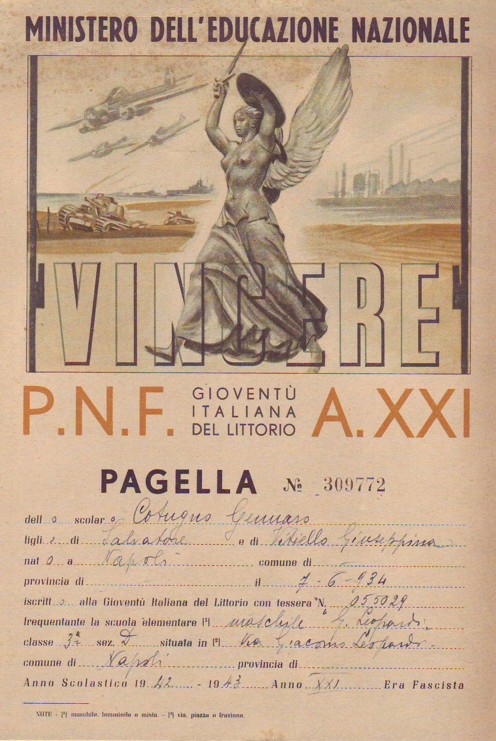 MINISTERO DELL'EDUCAZIONE NAZIONALE
VINCERE
P.N.F. GIOVENTÙ ITALIANA DEL LITTORIO A.XXI
PAGELLA № 309772
dell o scolar o Cotugno Gennaro
figli o di Salvatore e di Vitiello Giuseppina
nat o a Napoli comune di
provincia di il 7-6-934
iscritt o alla Gioventù Italiana del Littorio con tessera N. 055029
frequentante la scuola elementare (¹) maschile "G. Leopardi"
classe 3ª sez. D situata in (²) Via Giacomo Leopardi
comune di Napoli provincia di
Anno Scolastico 1942 - 1943 Anno XXI Era Fascista
NOTE - (¹) maschile, femminile o mista. - (²) via, piazza o frazione.